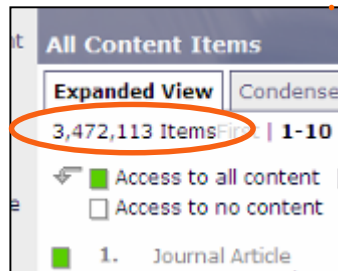 All Content Items
Expanded View Condense
3,472,113 Items First | 1-10
Access to all content
Access to no content
1. Journal Article